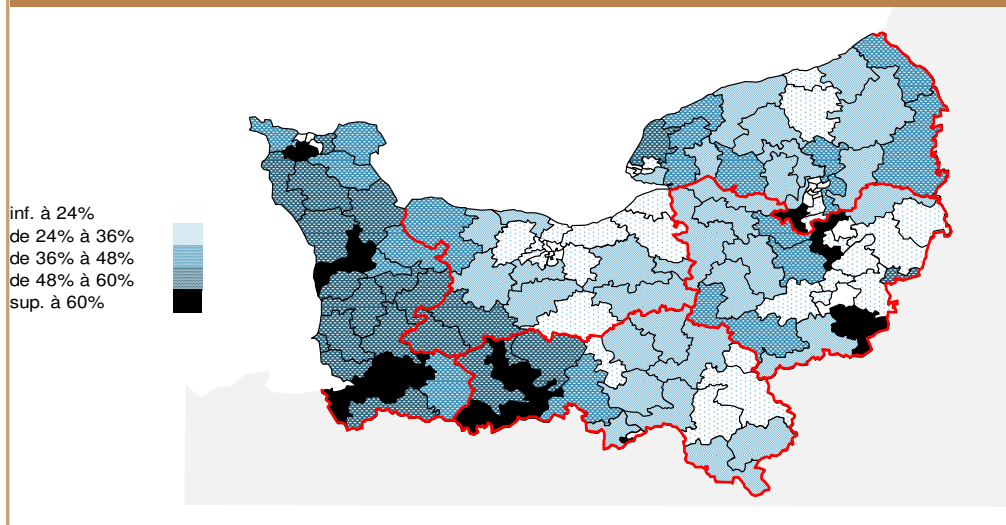 inf. à 24%
de 24% à 36%
de 36% à 48%
de 48% à 60%
sup. à 60%